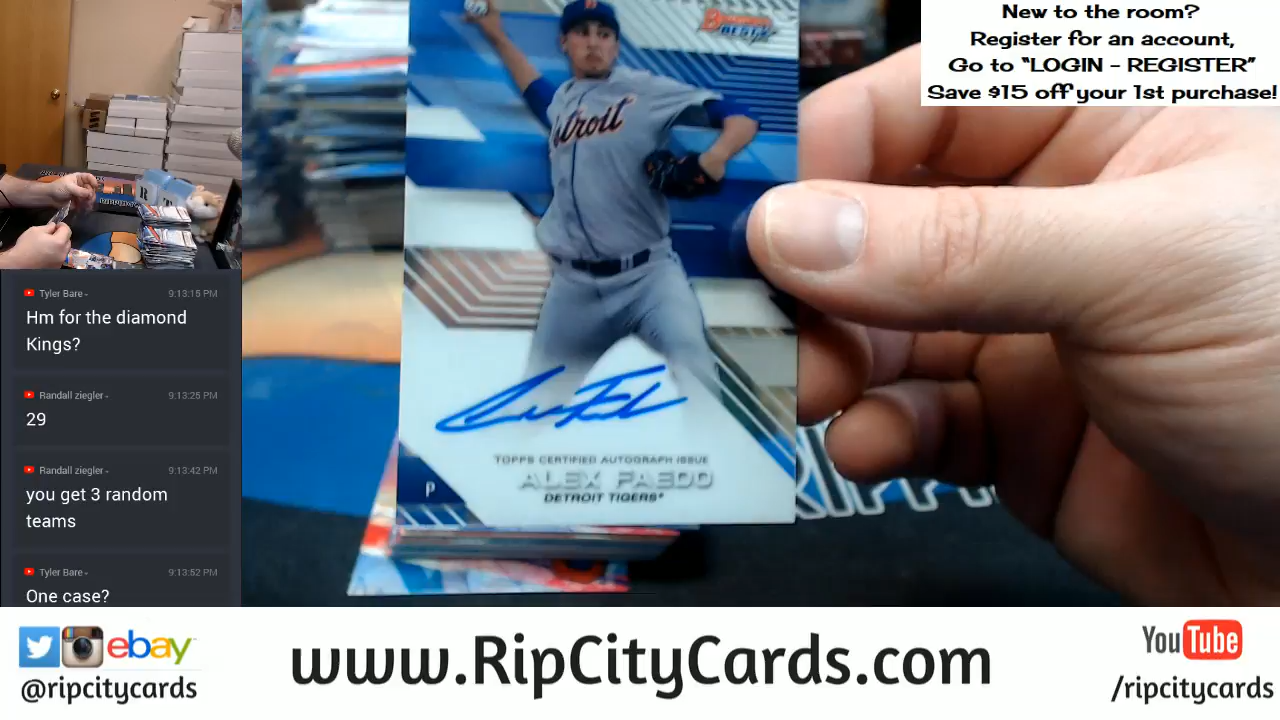 New to the room?
Register for an account,
Go to “LOGIN - REGISTER”
Save $15 off your 1st purchase!
Tyler Bare
9:13:15 PM
Hm for the diamond
Kings?
Randall ziegler
9:13:25 PM
29
Randall ziegler
9:13:42 PM
you get 3 random
teams
Tyler Bare
9:13:52 PM
One case?
BOWMAN'S
BEST
Detroit
TOPPS CERTIFIED AUTOGRAPH ISSUE
ALEX FAEDO
P
DETROIT TIGERS
ebay
@ripcitycards
www.RipCityCards.com
YouTube
/ripcitycards